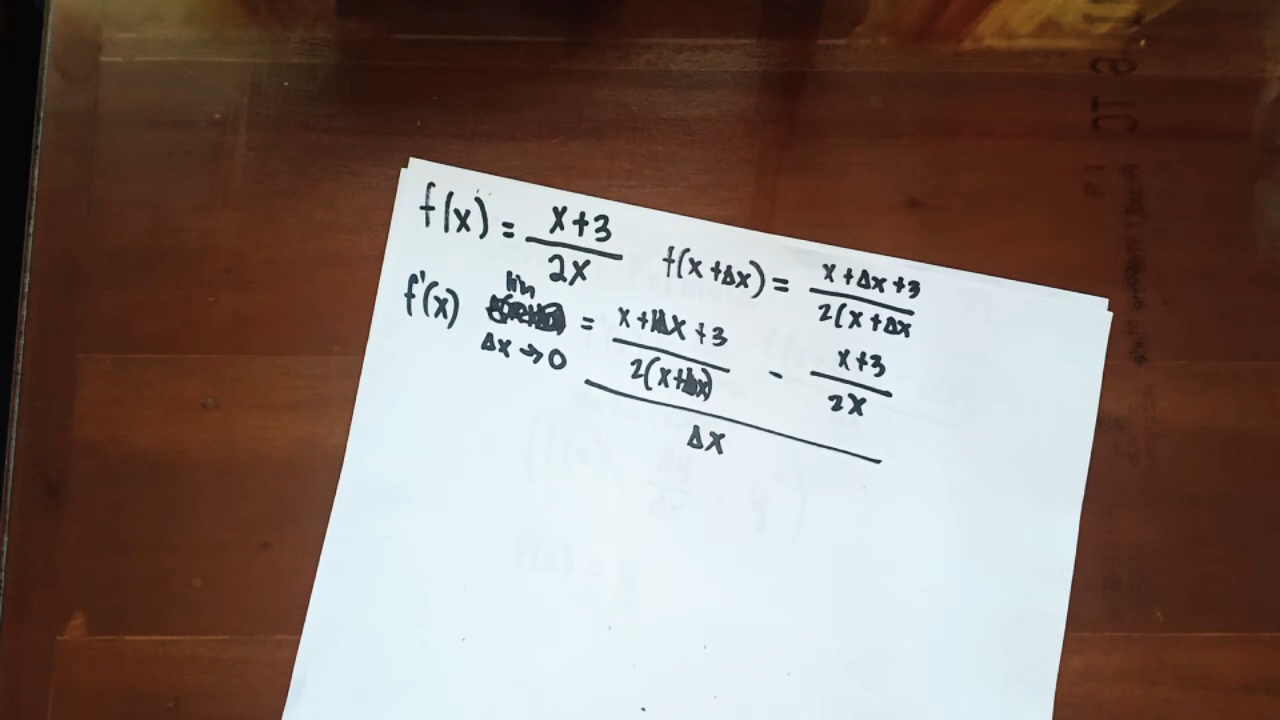 f(x) = x+3 / 2x f(x+Δx) = x+Δx+3 / 2(x+Δx
f'(x) lim Δx→0 = x+Δx+3 / 2(x+Δx) - x+3 / 2x
Δx